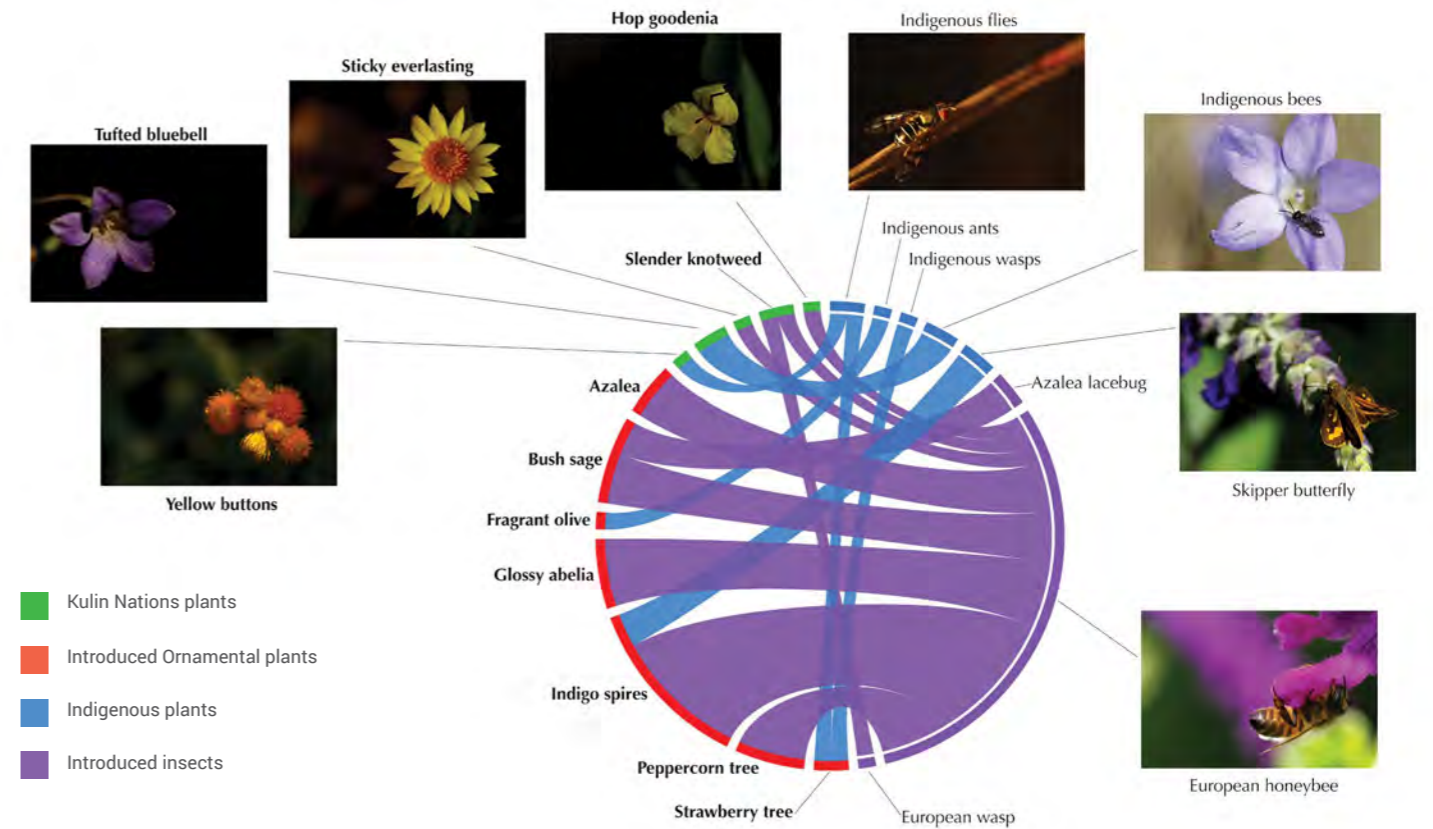 Hop goodenia
Indigenous flies
Sticky everlasting
Indigenous bees
Tufted bluebell
Indigenous ants
Slender knotweed
Indigenous wasps
Azalea
Azalea lacebug
Bush sage
Skipper butterfly
Yellow buttons
Fragrant olive
Glossy abelia
Kulin Nations plants
Introduced Ornamental plants
Indigo spires
Indigenous plants
Introduced insects
Peppercorn tree
European honeybee
Strawberry tree
European wasp